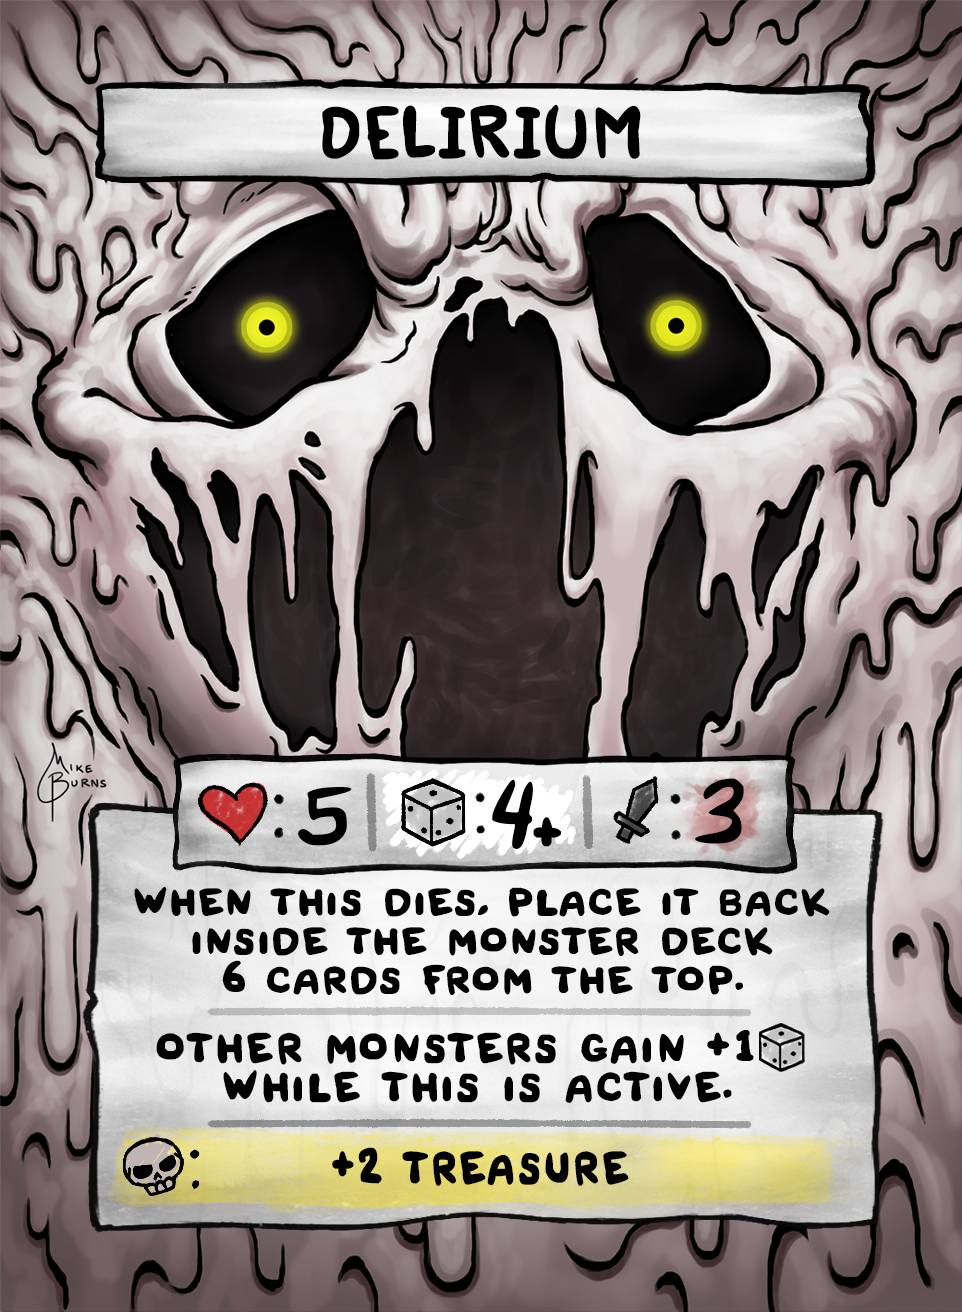 DELIRIUM
MIKE
BURNS
: 5 : 4+ : 3
WHEN THIS DIES, PLACE IT BACK
INSIDE THE MONSTER DECK
6 CARDS FROM THE TOP.
OTHER MONSTERS GAIN +1
WHILE THIS IS ACTIVE.
: +2 TREASURE